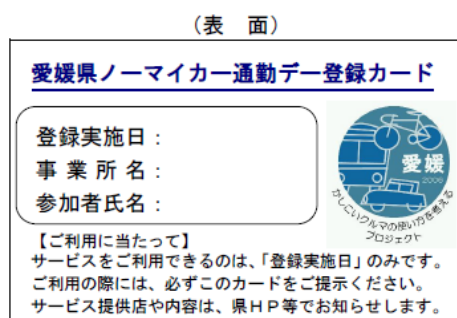 （表　面）
愛媛県ノーマイカー通勤デー登録カード
登録実施日：
事 業 所 名：
参加者氏名：
愛媛
2006
かしこいクルマの使い方を考える
プロジェクト
【ご利用に当たって】
サービスをご利用できるのは、「登録実施日」のみです。
ご利用の際には、必ずこのカードをご提示ください。
サービス提供店や内容は、県ＨＰ等でお知らせします。